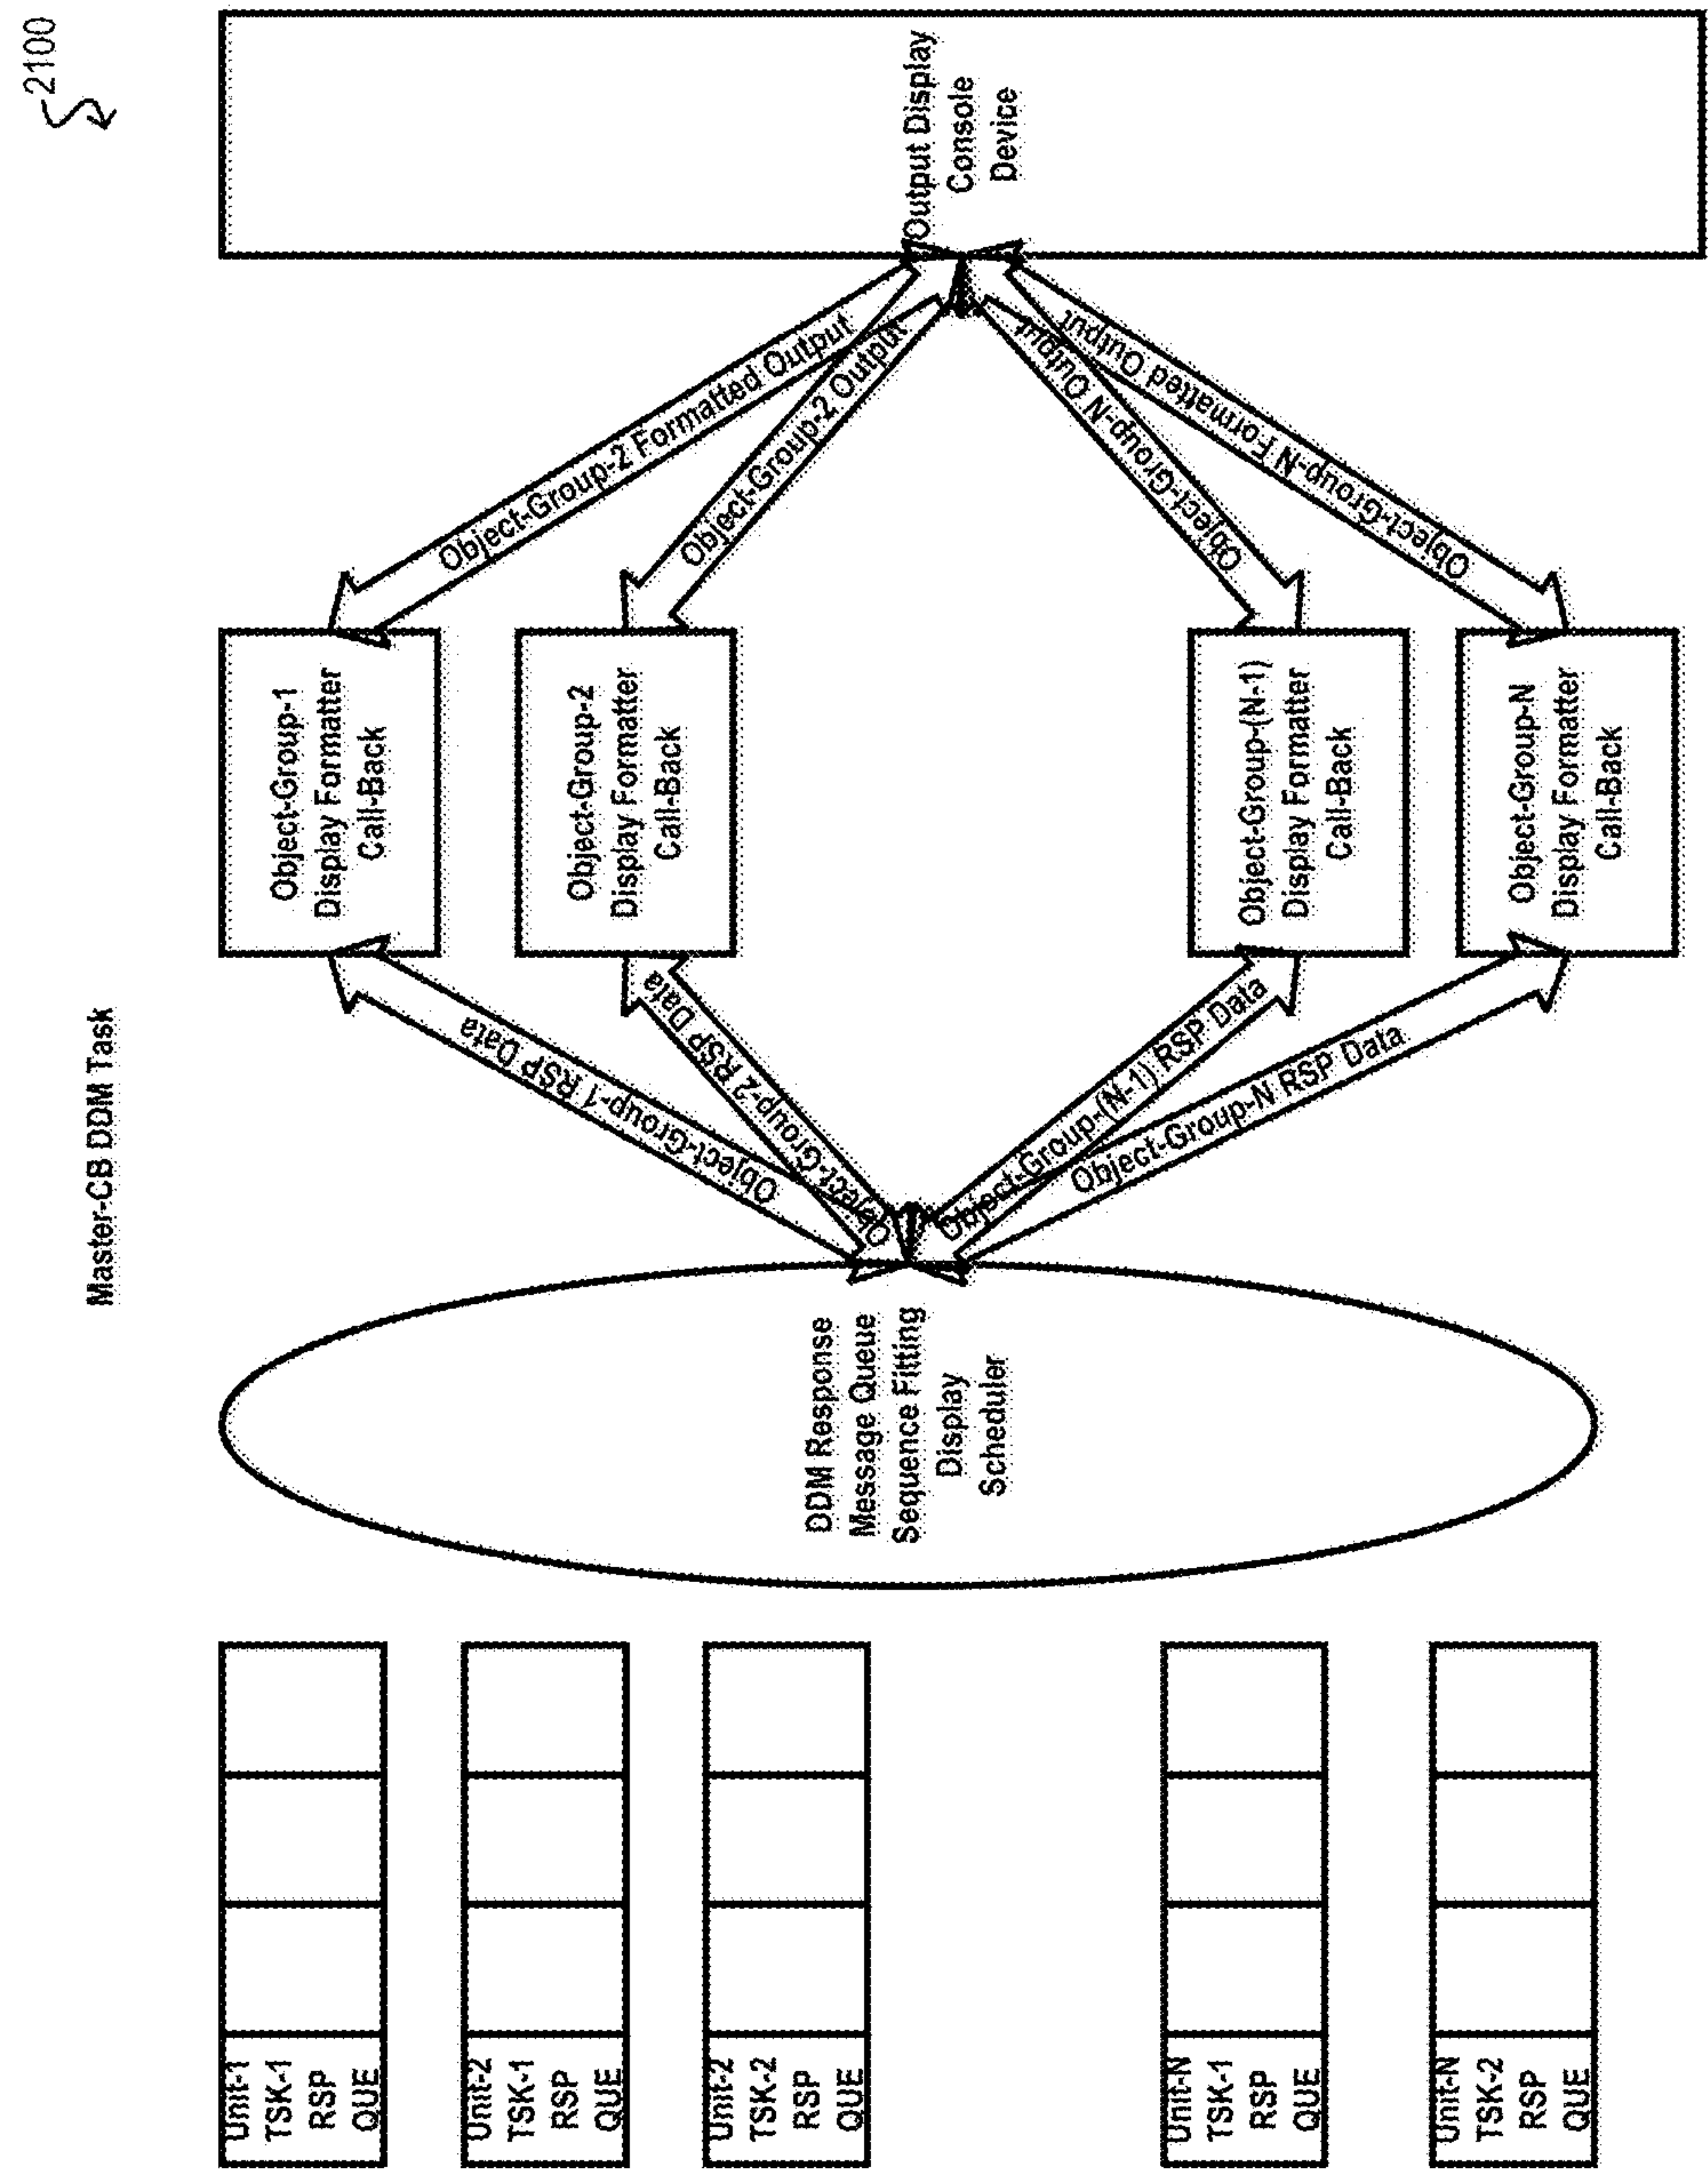 2100
Master-CB DDM Task
Unit-1
TSK-1
RSP
QUE
Unit-2
TSK-1
RSP
QUE
Unit-2
TSK-2
RSP
QUE
Unit-N
TSK-1
RSP
QUE
Unit-N
TSK-2
RSP
QUE
DDM Response
Message Queue
Sequence Fitting
Display
Scheduler
Object-Group-1 RSP Data
Object-Group-2 RSP Data
Object-Group-(N-1) RSP Data
Object-Group-N RSP Data
Object-Group-1
Display Formatter
Call-Back
Object-Group-2
Display Formatter
Call-Back
Object-Group-(N-1)
Display Formatter
Call-Back
Object-Group-N
Display Formatter
Call-Back
Object-Group-2 Formatted Output
Object-Group-2 Output
Object-Group-N Output
Object-Group-N Formatted Output
Output Display
Console
Device